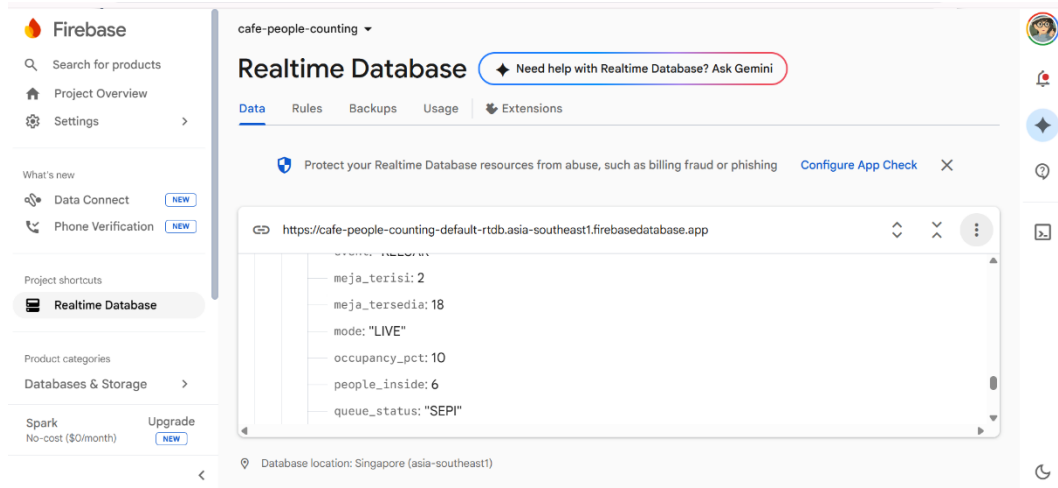 Firebase
Search for products
Project Overview
Settings
What's new
Data Connect NEW
Phone Verification NEW
Project shortcuts
Realtime Database
Product categories
Databases & Storage
Spark
No-cost ($0/month)
Upgrade
NEW
cafe-people-counting
Realtime Database
Need help with Realtime Database? Ask Gemini
Data Rules Backups Usage Extensions
Protect your Realtime Database resources from abuse, such as billing fraud or phishing Configure App Check
https://cafe-people-counting-default-rtdb.asia-southeast1.firebasedatabase.app
meja_terisi: 2
meja_tersedia: 18
mode: "LIVE"
occupancy_pct: 10
people_inside: 6
queue_status: "SEPI"
Database location: Singapore (asia-southeast1)